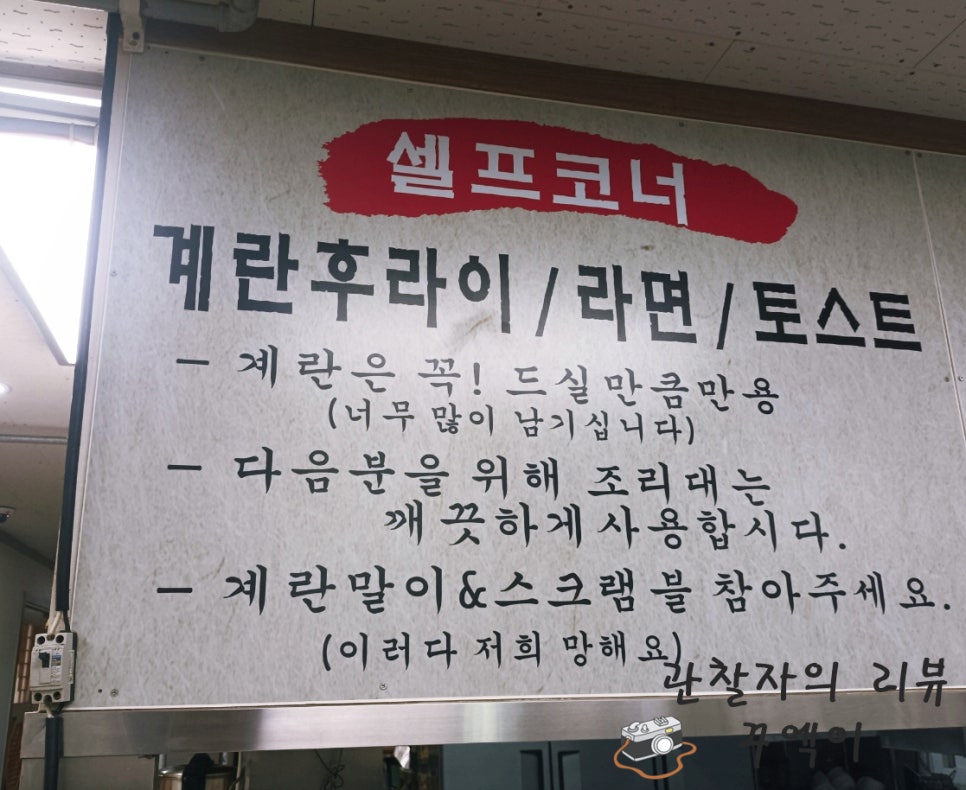 셀프코너
계란후라이/라면/토스트
- 계란은 꼭! 드실만큼만용
(너무 많이 남기십니다)
- 다음분을 위해 조리대는
깨끗하게사용합시다.
- 계란말이&스크램블 참아주세요.
(이러다 저희 망해요)
관찰자의 리뷰
꾸엑이